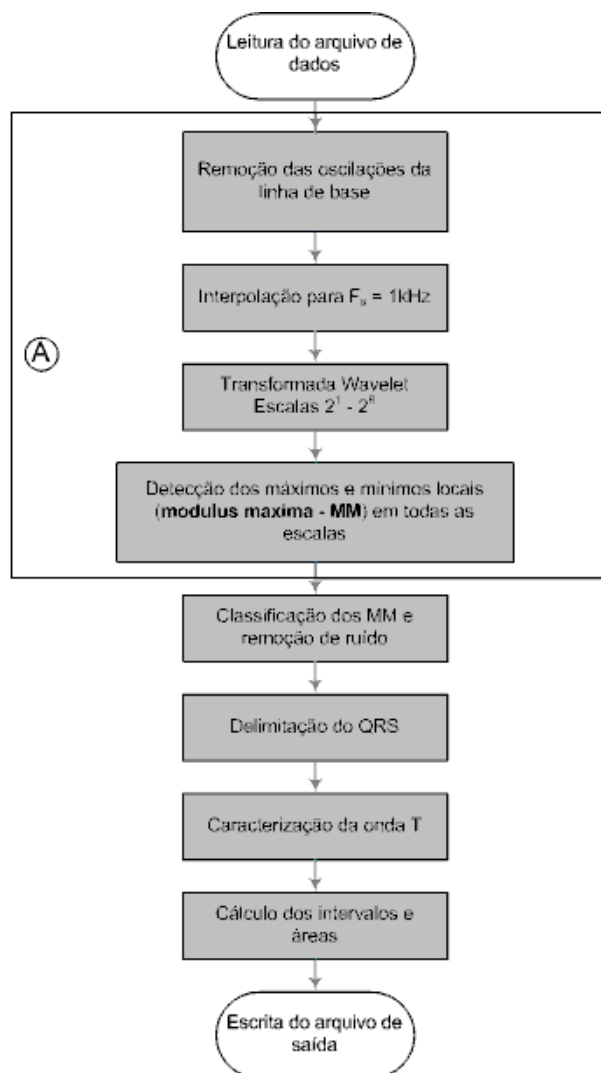 Leitura do arquivo de
dados
Remoção das oscilações da
linha de base
Interpolação para Fs = 1kHz
A
Transformada Wavelet
Escalas 2¹ -
Detecção dos máximos e mínimos locais
(modulus maxima - MM) em todas as
escalas
Classificação dos MM e
remoção de ruído
Delimitação do QRS
Caracterização da onda T
Cálculo dos intervalos e
áreas
Escrita do arquivo de
saída